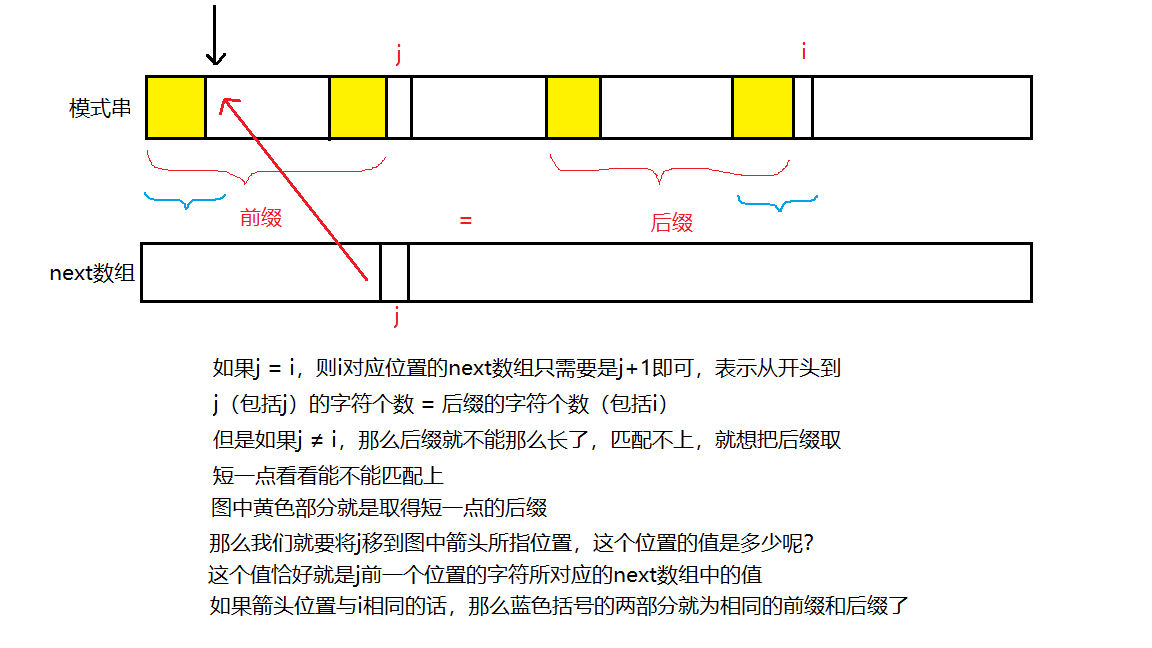 j
i
模式串
前缀
=
后缀
next数组
j
如果j = i，则i对应位置的next数组只需要是j+1即可，表示从开头到
j（包括j）的字符个数 = 后缀的字符个数（包括i）
但是如果j ≠ i，那么后缀就不能那么长了，匹配不上，就想把后缀取
短一点看看能不能匹配上
图中黄色部分就是取得短一点的后缀
那么我们就要将j移到图中箭头所指位置，这个位置的值是多少呢?
这个值恰好就是j前一个位置的字符所对应的next数组中的值
如果箭头位置与i相同的话，那么蓝色括号的两部分就为相同的前缀和后缀了